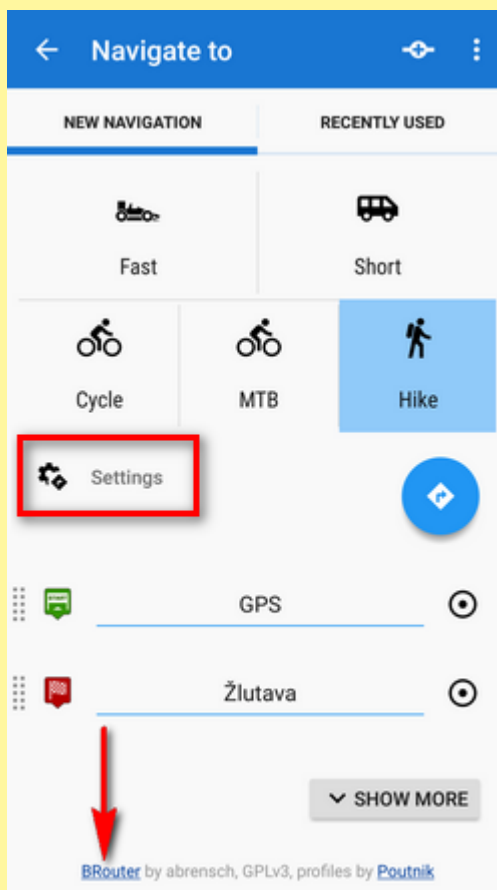 Navigate to
NEW NAVIGATION RECENTLY USED
Fast Short
Cycle MTB Hike
Settings
GPS
Žlutava
SHOW MORE
BRouter by abrensch, GPLv3, profiles by Poutnik